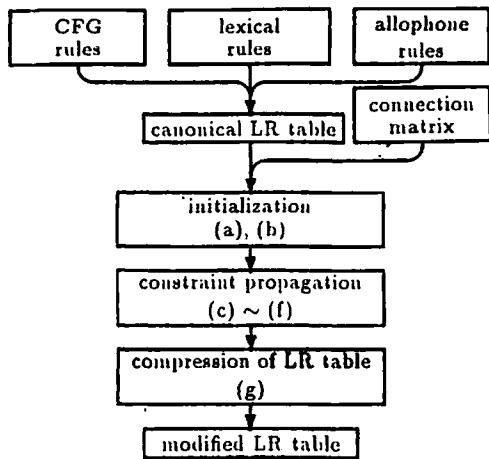 CFG
rules
lexical
rules
allophone
rules
canonical LR table
connection
matrix
initialization
(a), (b)
constraint propagation
(c) ~ (f)
compression of LR table
(g)
modified LR table